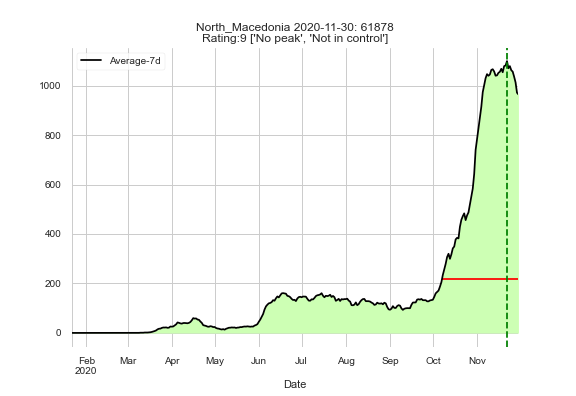 North_Macedonia 2020-11-30: 61878
Rating:9 ['No peak', 'Not in control']
Average-7d
1000
800
600
400
200
0
Feb Mar Apr May Jun Jul Aug Sep Oct Nov
2020
Date